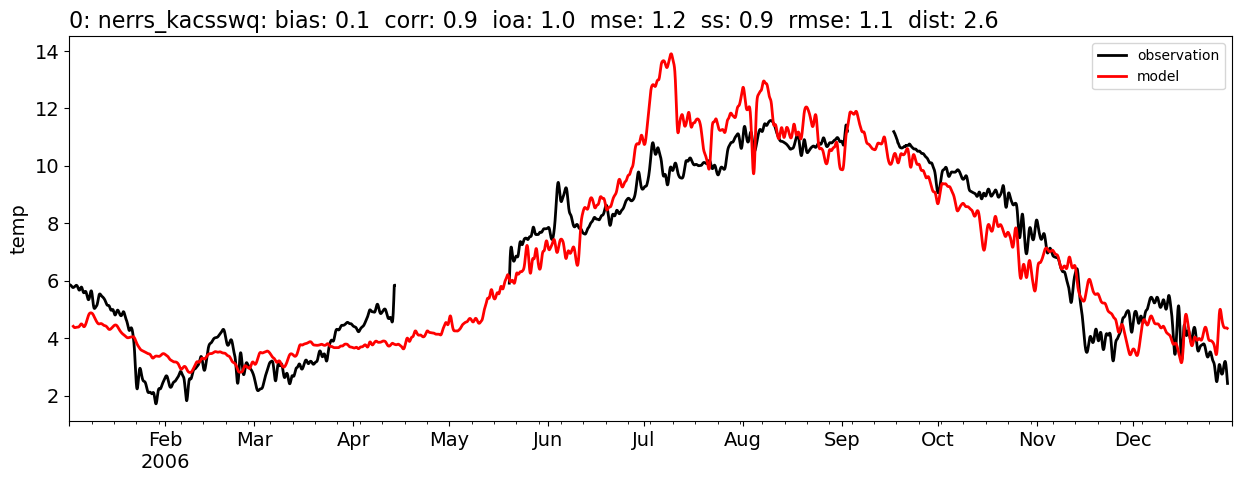 0: nerrs_kacsswq: bias: 0.1  corr: 0.9  ioa: 1.0  mse: 1.2  ss: 0.9  rmse: 1.1  dist: 2.6
observation
model
14
12
10
8
6
4
2
temp
Feb Mar Apr May Jun Jul Aug Sep Oct Nov Dec
2006